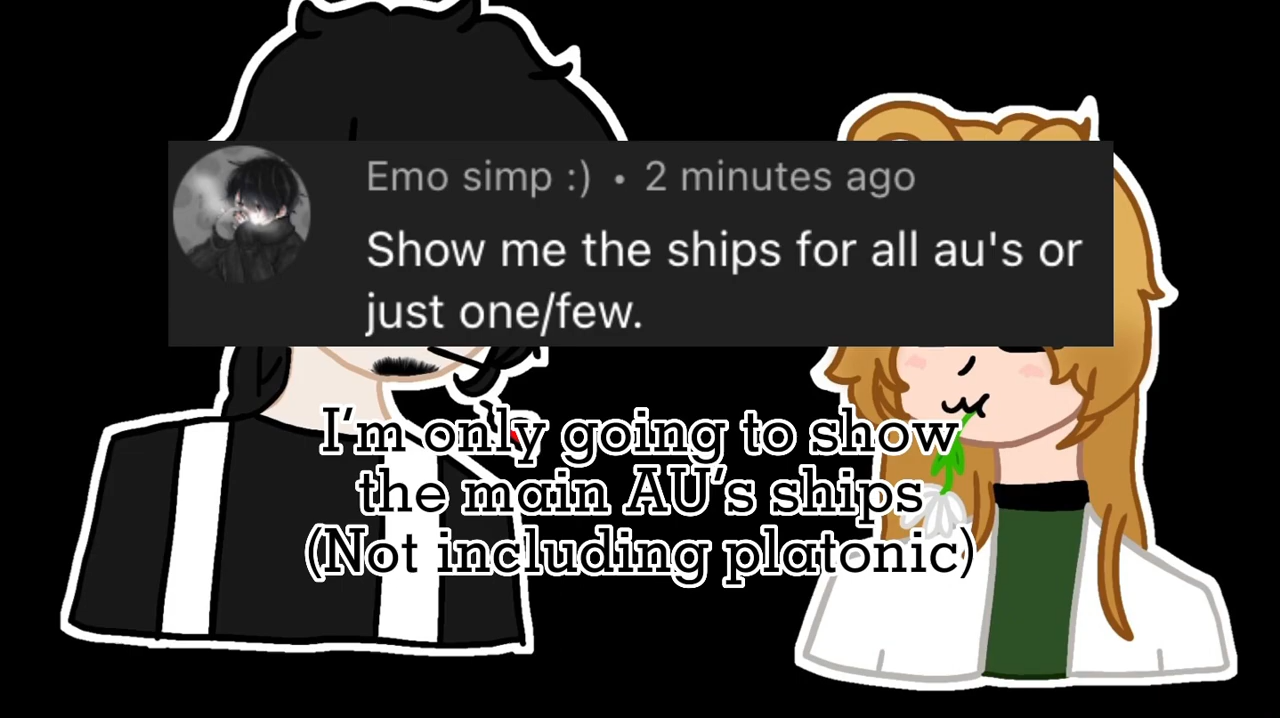 Emo simp :) • 2 minutes ago
Show me the ships for all au's or
just one/few.
I'm only going to show
the main AU's ships
(Not including platonic)